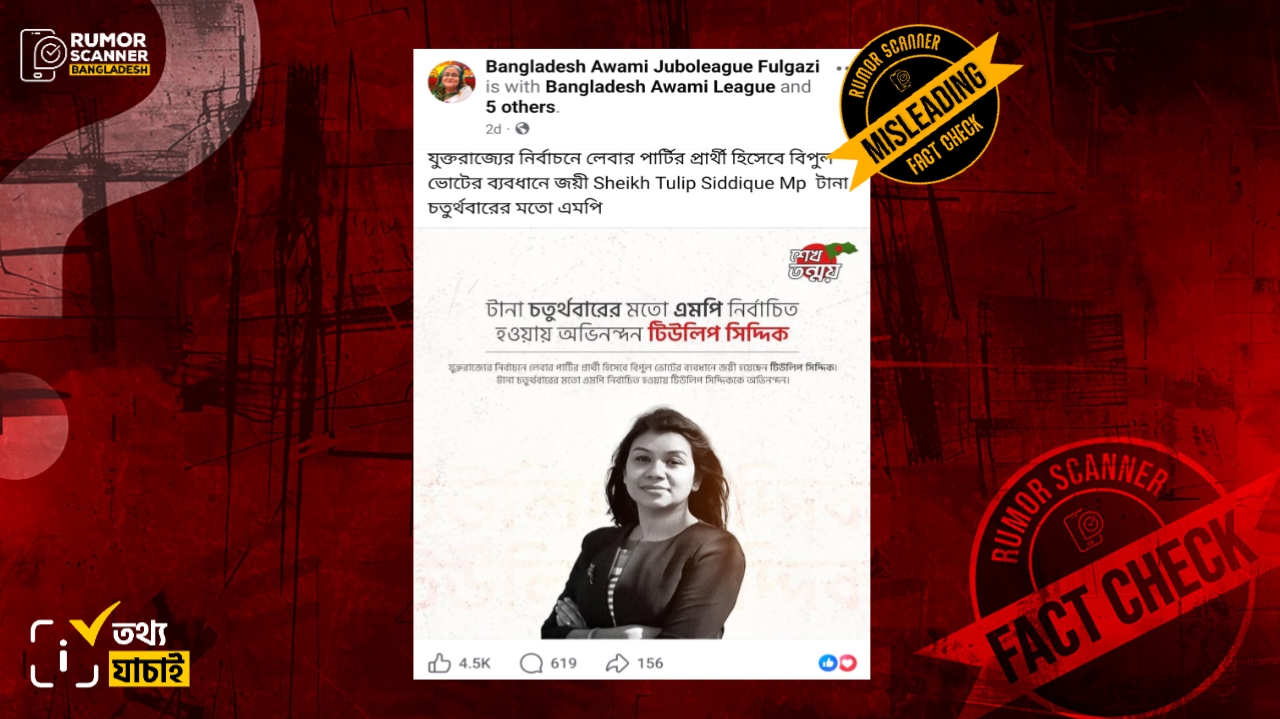 RUMOR
SCANNER
BANGLADESH
Bangladesh Awami Juboleague Fulgazi
is with Bangladesh Awami League and
5 others.
2d
RUMOR SCANNER
MISLEADING
FACT CHECK
যুক্তরাজ্যের নির্বাচনে লেবার পার্টির প্রার্থী হিসেবে বিপুল
ভোটের ব্যবধানে জয়ী Sheikh Tulip Siddique Mp টানা
চতুর্থবারের মতো এমপি
শেখ
তন্ময়
টানা চতুর্থবারের মতো এমপি নির্বাচিত
হওয়ায় অভিনন্দন টিউলিপ সিদ্দিক
যুক্তরাজ্যের নির্বাচনে লেবার পার্টির প্রার্থী হিসেবে বিপুল ভোটের ব্যবধানে জয়ী হয়েছেন টিউলিপ সিদ্দিক।
টানা চতুর্থবারের মতো এমপি নির্বাচিত হওয়ায় টিউলিপ সিদ্দিককে অভিনন্দন।
4.5K 619 156
তথ্য
যাচাই
RUMOR SCANNER
FACT CHECK